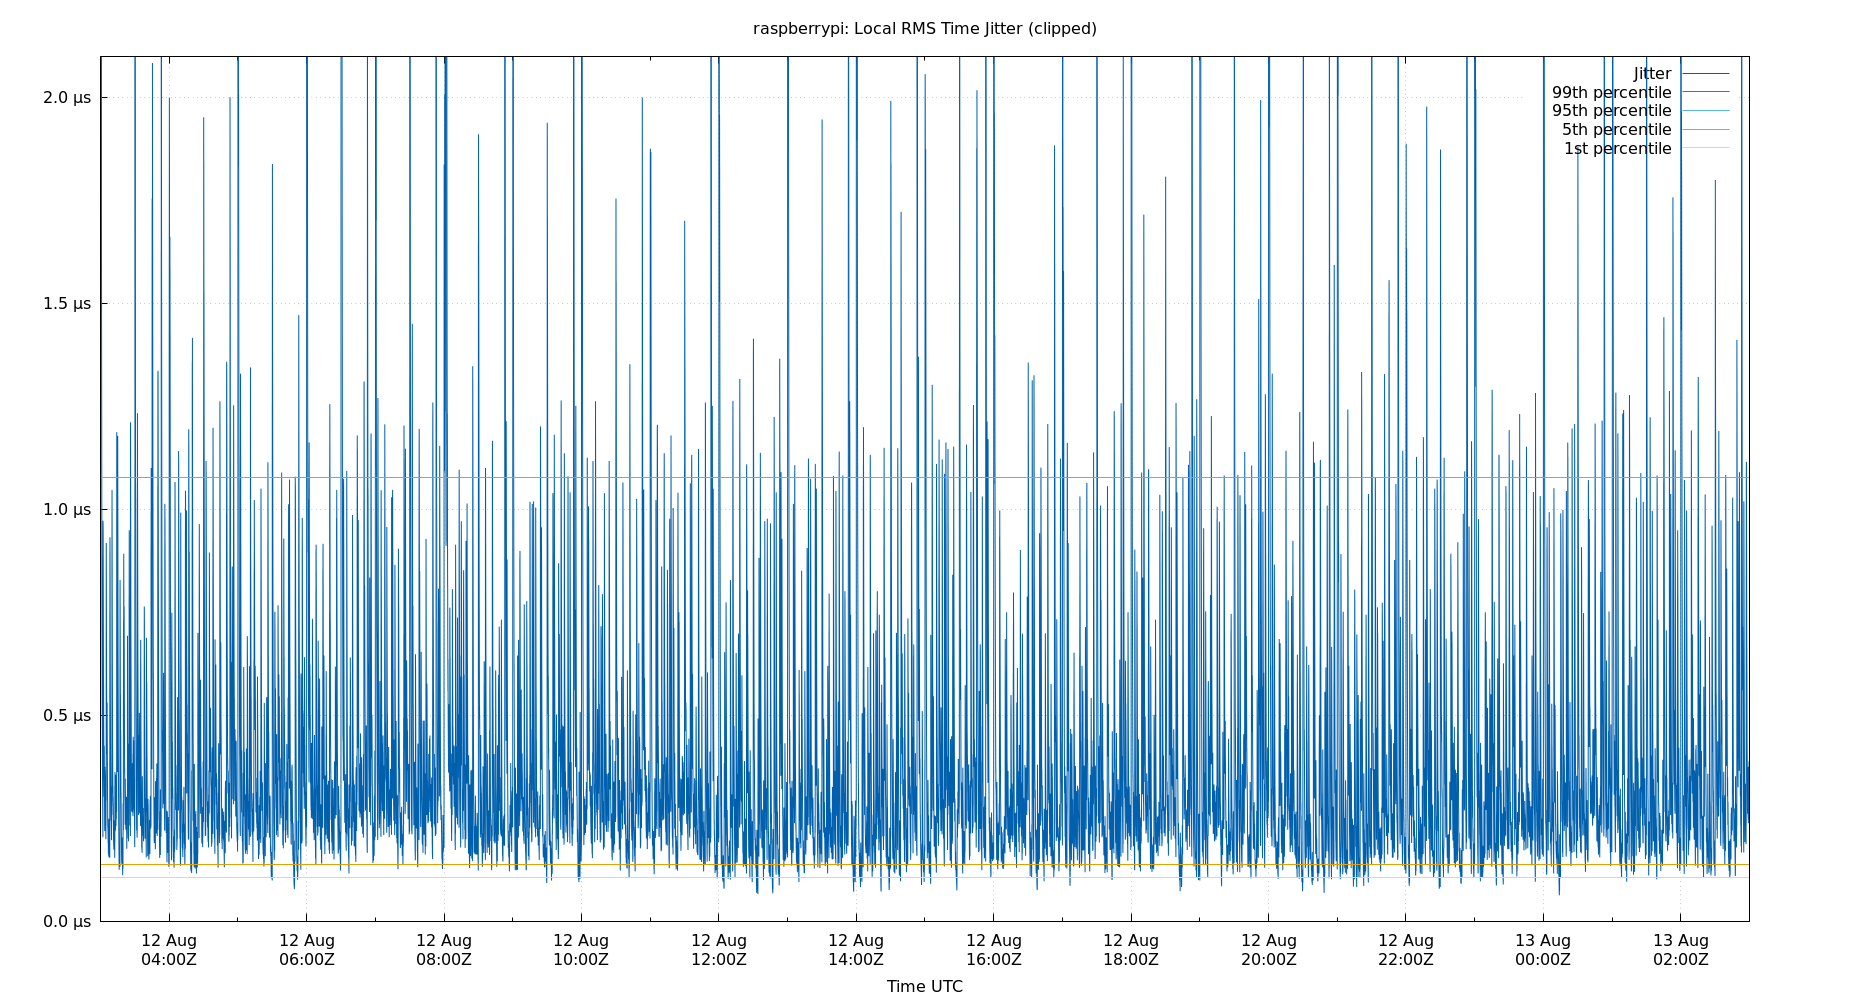 raspberrypi: Local RMS Time Jitter (clipped)
Jitter
99th percentile
95th percentile
5th percentile
1st percentile
2.0 µs
1.5 µs
1.0 µs
0.5 µs
0.0 µs
12 Aug 12 Aug 12 Aug 12 Aug 12 Aug 12 Aug 12 Aug 12 Aug 12 Aug 12 Aug 13 Aug 13 Aug
04:00Z 06:00Z 08:00Z 10:00Z 12:00Z 14:00Z 16:00Z 18:00Z 20:00Z 22:00Z 00:00Z 02:00Z
Time UTC